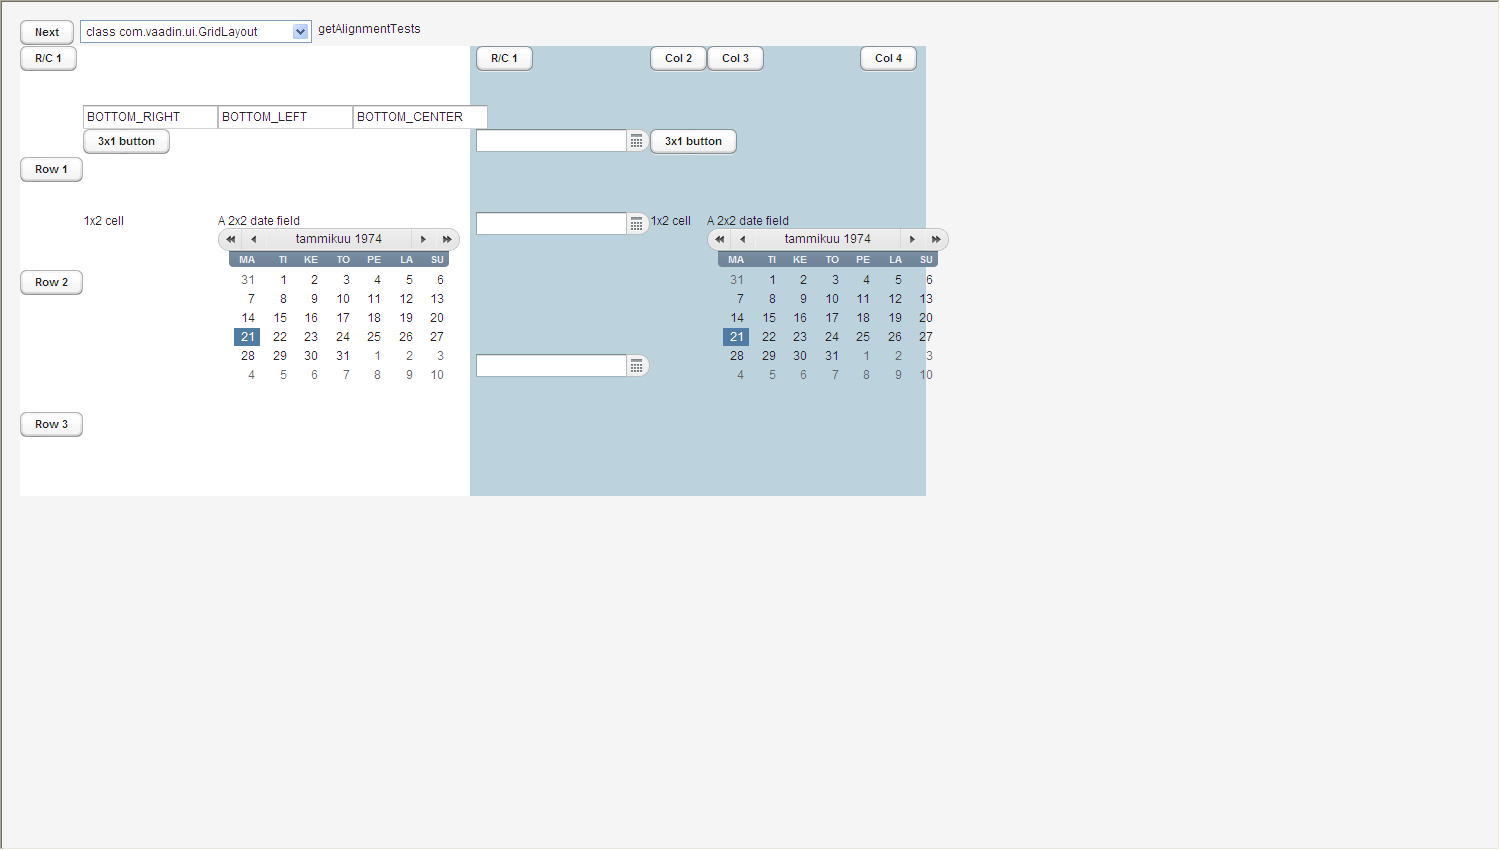 Next class com.vaadin.ui.GridLayout getAlignmentTests
R/C 1 R/C 1 Col 2 Col 3 Col 4
BOTTOM_RIGHT BOTTOM_LEFT BOTTOM_CENTER
3x1 button 3x1 button
Row 1
1x2 cell A 2x2 date field 1x2 cell A 2x2 date field
tammikuu 1974 tammikuu 1974
MA TI KE TO PE LA SU MA TI KE TO PE LA SU
31 1 2 3 4 5 6 31 1 2 3 4 5 6
Row 2
7 8 9 10 11 12 13 7 8 9 10 11 12 13
14 15 16 17 18 19 20 14 15 16 17 18 19 20
21 22 23 24 25 26 27 21 22 23 24 25 26 27
28 29 30 31 1 2 3 28 29 30 31 1 2 3
4 5 6 7 8 9 10 4 5 6 7 8 9 10
Row 3